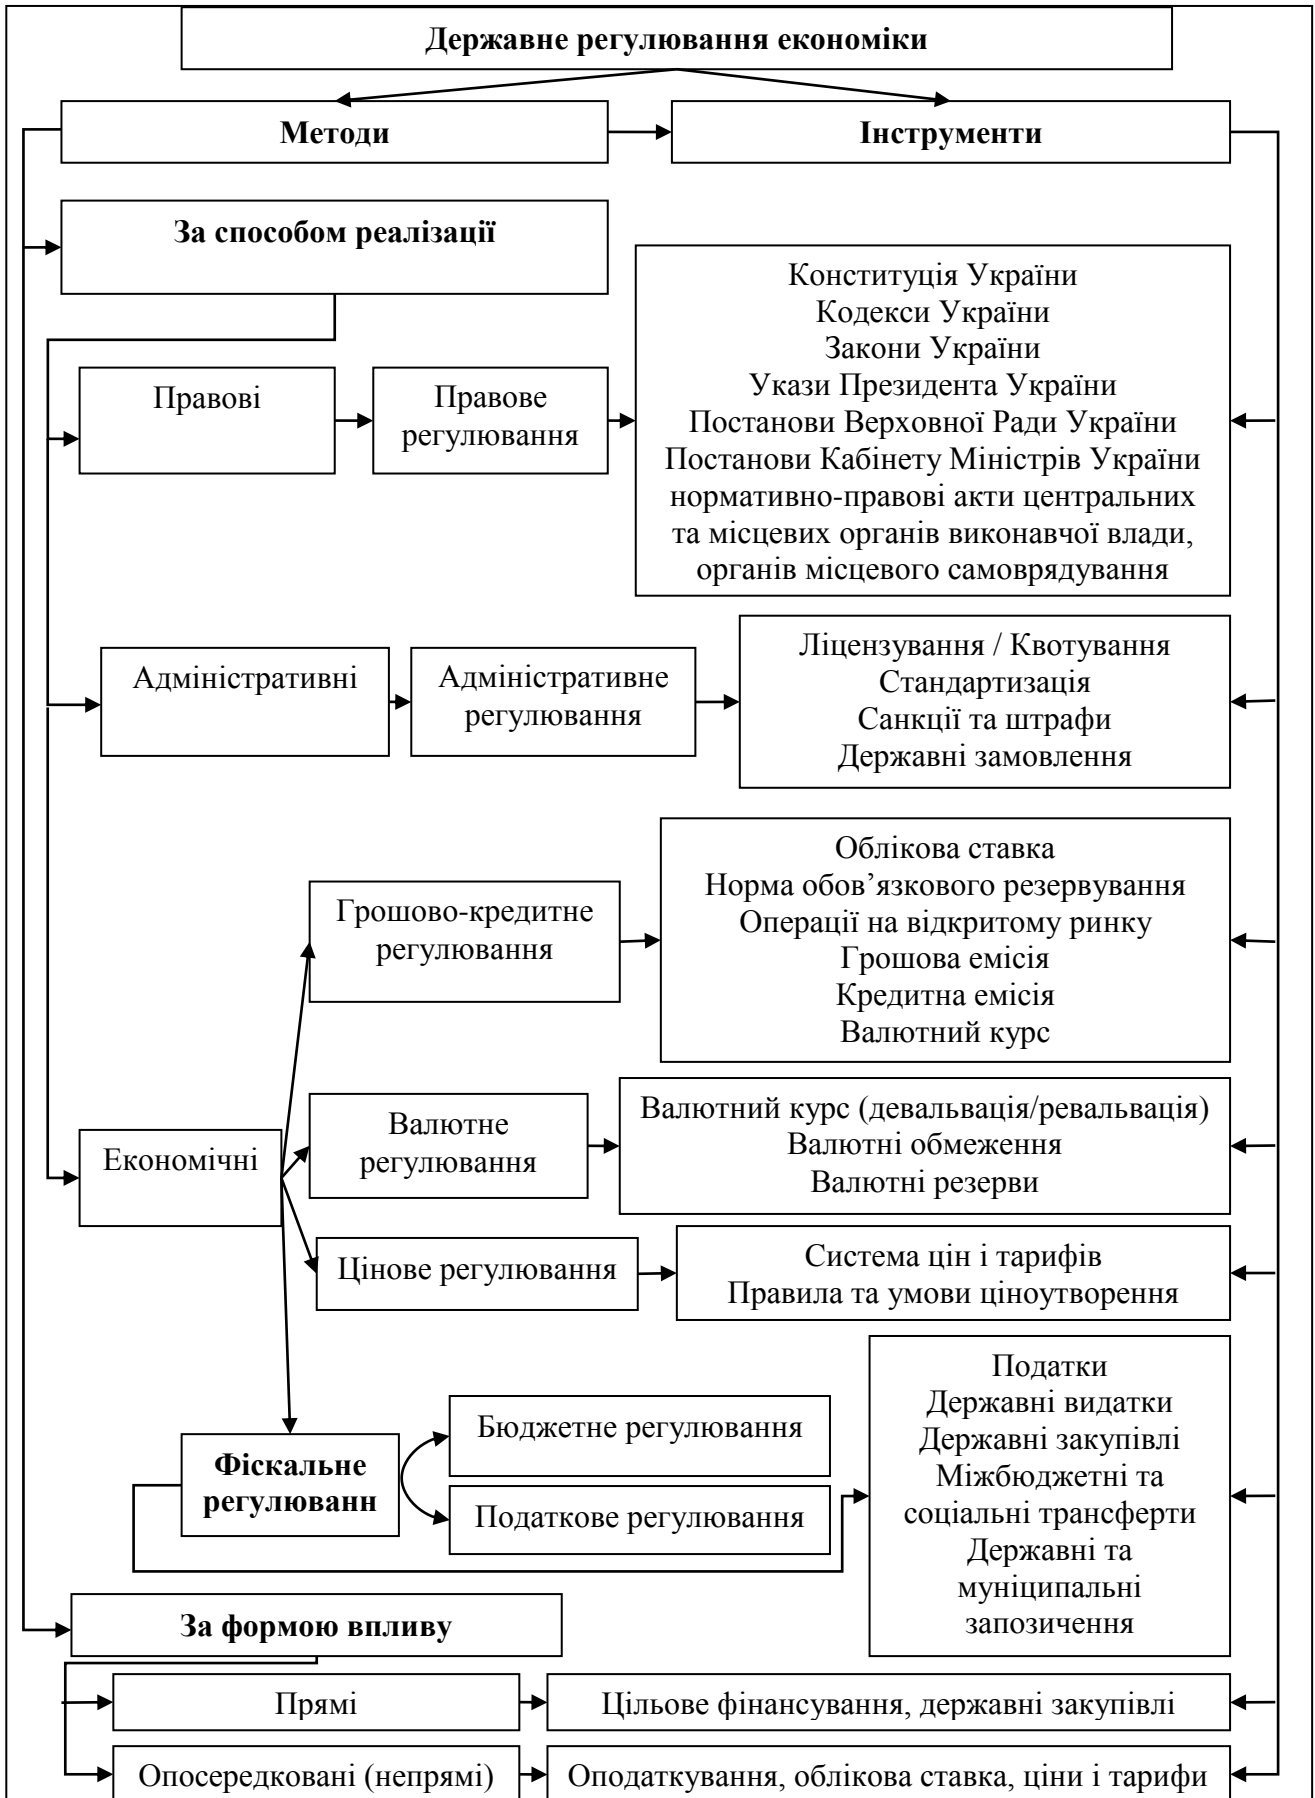 Державне регулювання економіки
Методи
Інструменти
За способом реалізації
Конституція України
Кодекси України
Закони України
Укази Президента України
Постанови Верховної Ради України
Постанови Кабінету Міністрів України
нормативно-правові акти центральних
та місцевих органів виконавчої влади,
органів місцевого самоврядування
Правові
Правове
регулювання
Адміністративні
Адміністративне
регулювання
Ліцензування / Квотування
Стандартизація
Санкції та штрафи
Державні замовлення
Економічні
Грошово-кредитне
регулювання
Облікова ставка
Норма обов’язкового резервування
Операції на відкритому ринку
Грошова емісія
Кредитна емісія
Валютний курс
Валютне
регулювання
Валютний курс (девальвація/ревальвація)
Валютні обмеження
Валютні резерви
Цінове регулювання
Система цін і тарифів
Правила та умови ціноутворення
Фіскальне
регулюванн
Бюджетне регулювання
Податкове регулювання
Податки
Державні видатки
Державні закупівлі
Міжбюджетні та
соціальні трансферти
Державні та
муніципальні
запозичення
За формою впливу
Прямі
Цільове фінансування, державні закупівлі
Опосередковані (непрямі)
Оподаткування, облікова ставка, ціни і тарифи